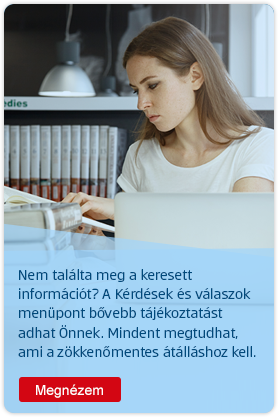 edies
Nem találta meg a keresett
információt? A Kérdések és válaszok
menüpont bővebb tájékoztatást
adhat Önnek. Mindent megtudhat,
ami a zökkenőmentes átálláshoz kell.
Megnézem